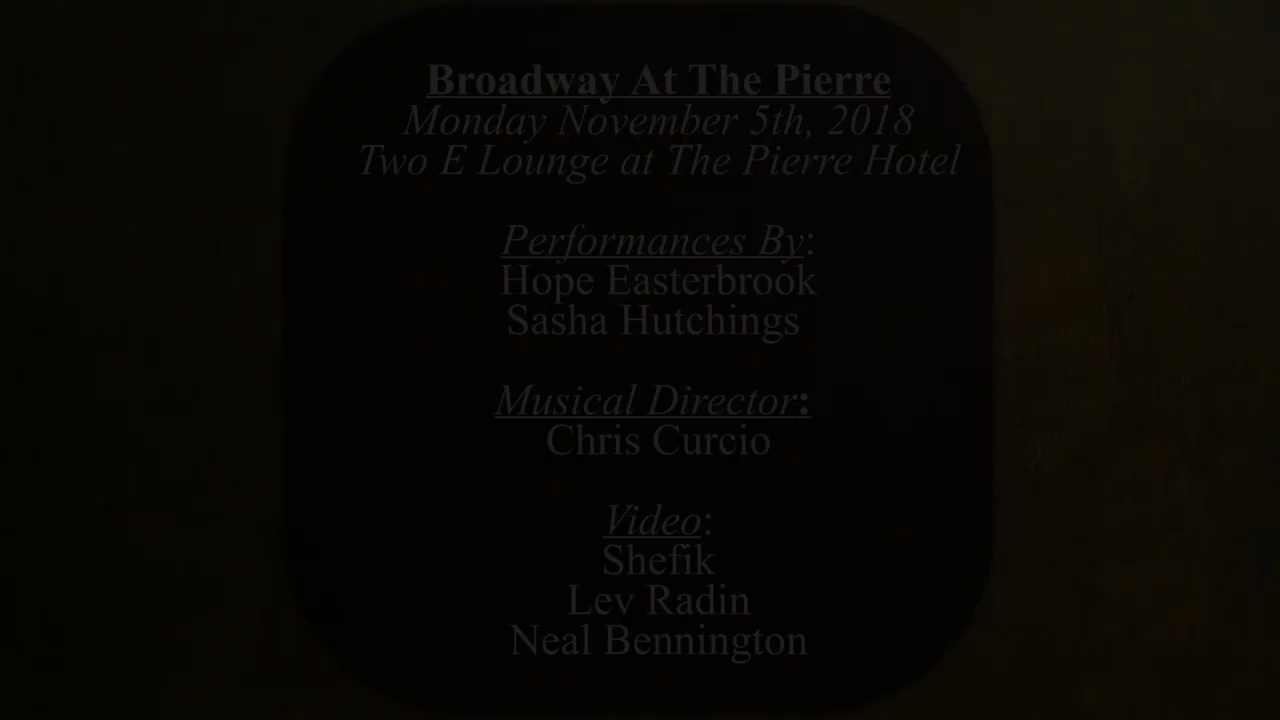 Broadway At The Pierre
Monday November 5th, 2018
Two E Lounge at The Pierre Hotel
Performances By:
Hope Easterbrook
Sasha Hutchings
Musical Director:
Chris Curcio
Video:
Shefik
Lev Radin
Neal Bennington